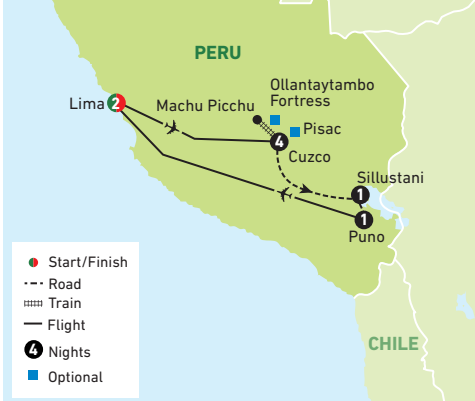 PERU
Ollantaytambo
Fortress
Lima
2
Machu Picchu
Pisac
4
Cuzco
Sillustani
1
1
Puno
Start/Finish
Road
Train
Flight
4 Nights
Optional
CHILE